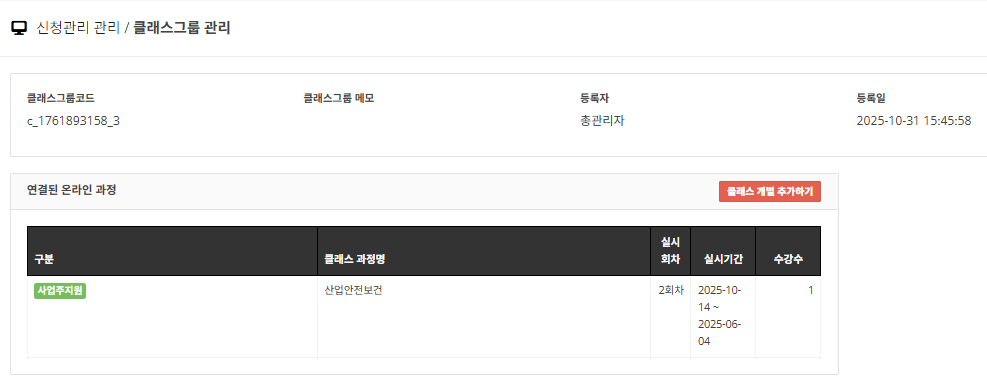 신청관리 관리 / 클래스그룹 관리
클래스그룹코드 클래스그룹 메모 등록자 등록일
c_1761893158_3 총관리자 2025-10-31 15:45:58
연결된 온라인 과정 클래스 개별 추가하기
구분 클래스 과정명 실시 회차 실시기간 수강수
사업주지원 산업안전보건 2회차 2025-10-
14 ~
2025-06-
04 1